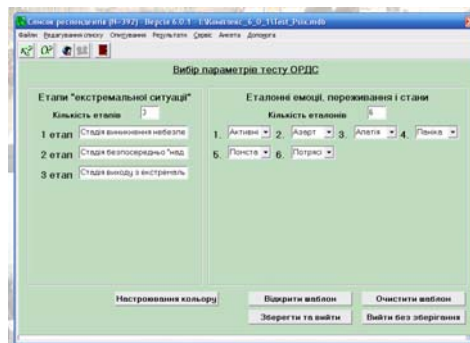 Список респондентів (N=392) - Версія 6.0.1 - E:\Комплекс_6_0_1\Test_Psix.mdb
Файли Редагування списку Опитування Результати Сервіс Анкета Допомога
Вибір параметрів тесту ОРДС
Етапи "екстремальної ситуації"
Кількість етапів 3
1 етап Стадія виникнення небезпе
2 етап Стадія безпосередньо "над
3 етап Стадія виходу з екстремаль
Еталонні емоції, переживання і стани
Кількість еталонів 6
1. Активні 2. Азарт 3. Апатія 4. Паніка
5. Помста 6. Потряс
Настроювання кольору
Відкрити шаблон Очистити шаблон
Зберегти та вийти Вийти без зберігання